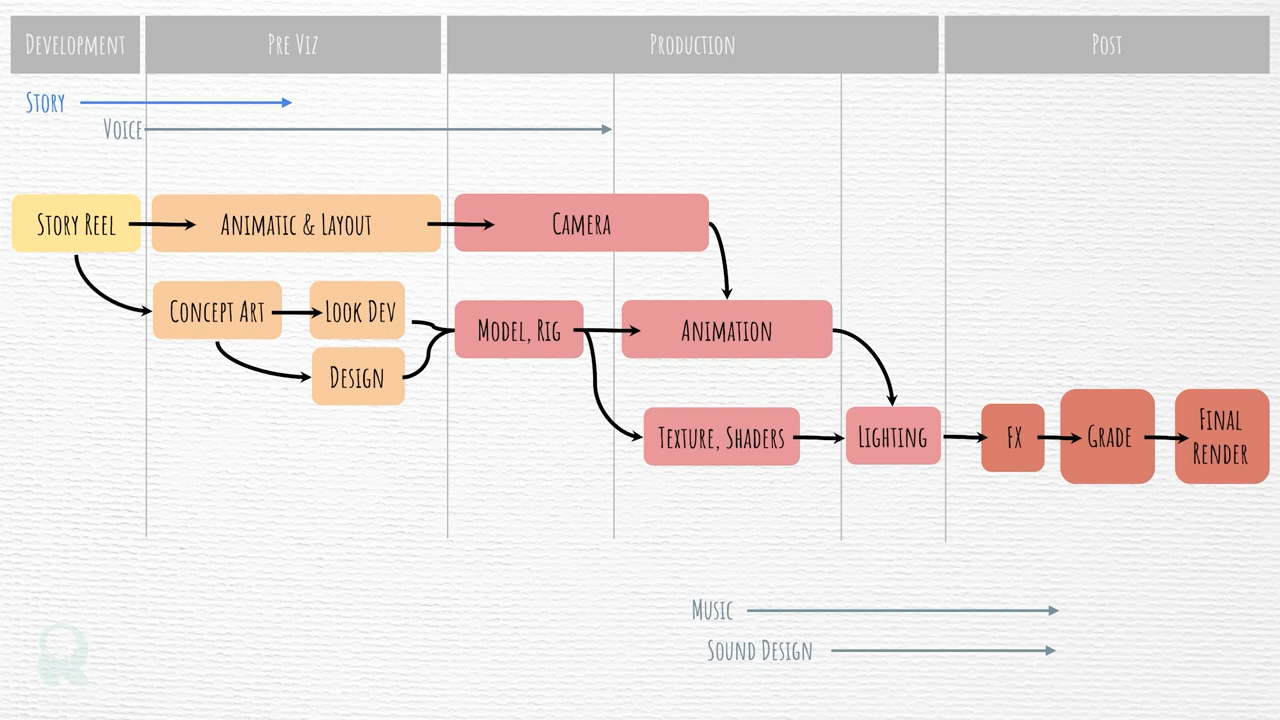 Development
Pre Viz
Production
Post
Story
Voice
Story Reel
Animatic & Layout
Camera
Concept Art
Look Dev
Design
Model, Rig
Animation
Texture, Shaders
Lighting
FX
Grade
Final
Render
Music
Sound Design